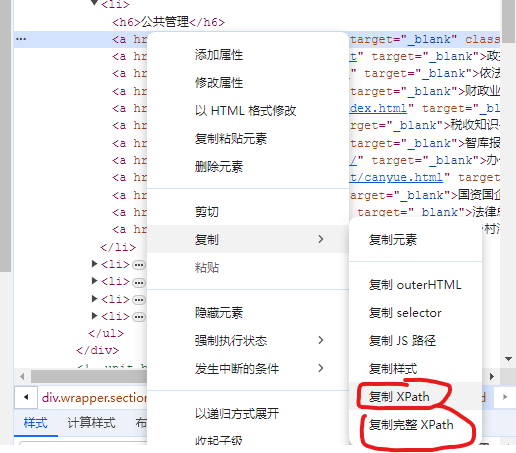 <li>
<h6>公共管理</h6>
<a hr target="_blank" clas
<a hr t" target="_blank">政
<a hr target="_blank">依法
<a hr target="_blank">财政业
<a hr dex.html" target="_blank"
<a hr target="_blank">税收知识
<a hr target="_blank">智库报
<a hr /" target="_blank">办
<a hr t/canyue.html" target
<a hr target="_blank">国资国企
<a hr target="_blank">法律
<a hr 村
</li>
<li>
<li>
<li>
<li>
</ul>
</div>
添加属性
修改属性
以 HTML 格式修改
复制粘贴元素
删除元素
剪切
复制
粘贴
隐藏元素
强制执行状态
发生中断的条件
以递归方式展开
收起子级
复制元素
复制 outerHTML
复制 selector
复制 JS 路径
复制样式
复制 XPath
复制完整 XPath
div.wrapper.section
d
样式
计算样式
布